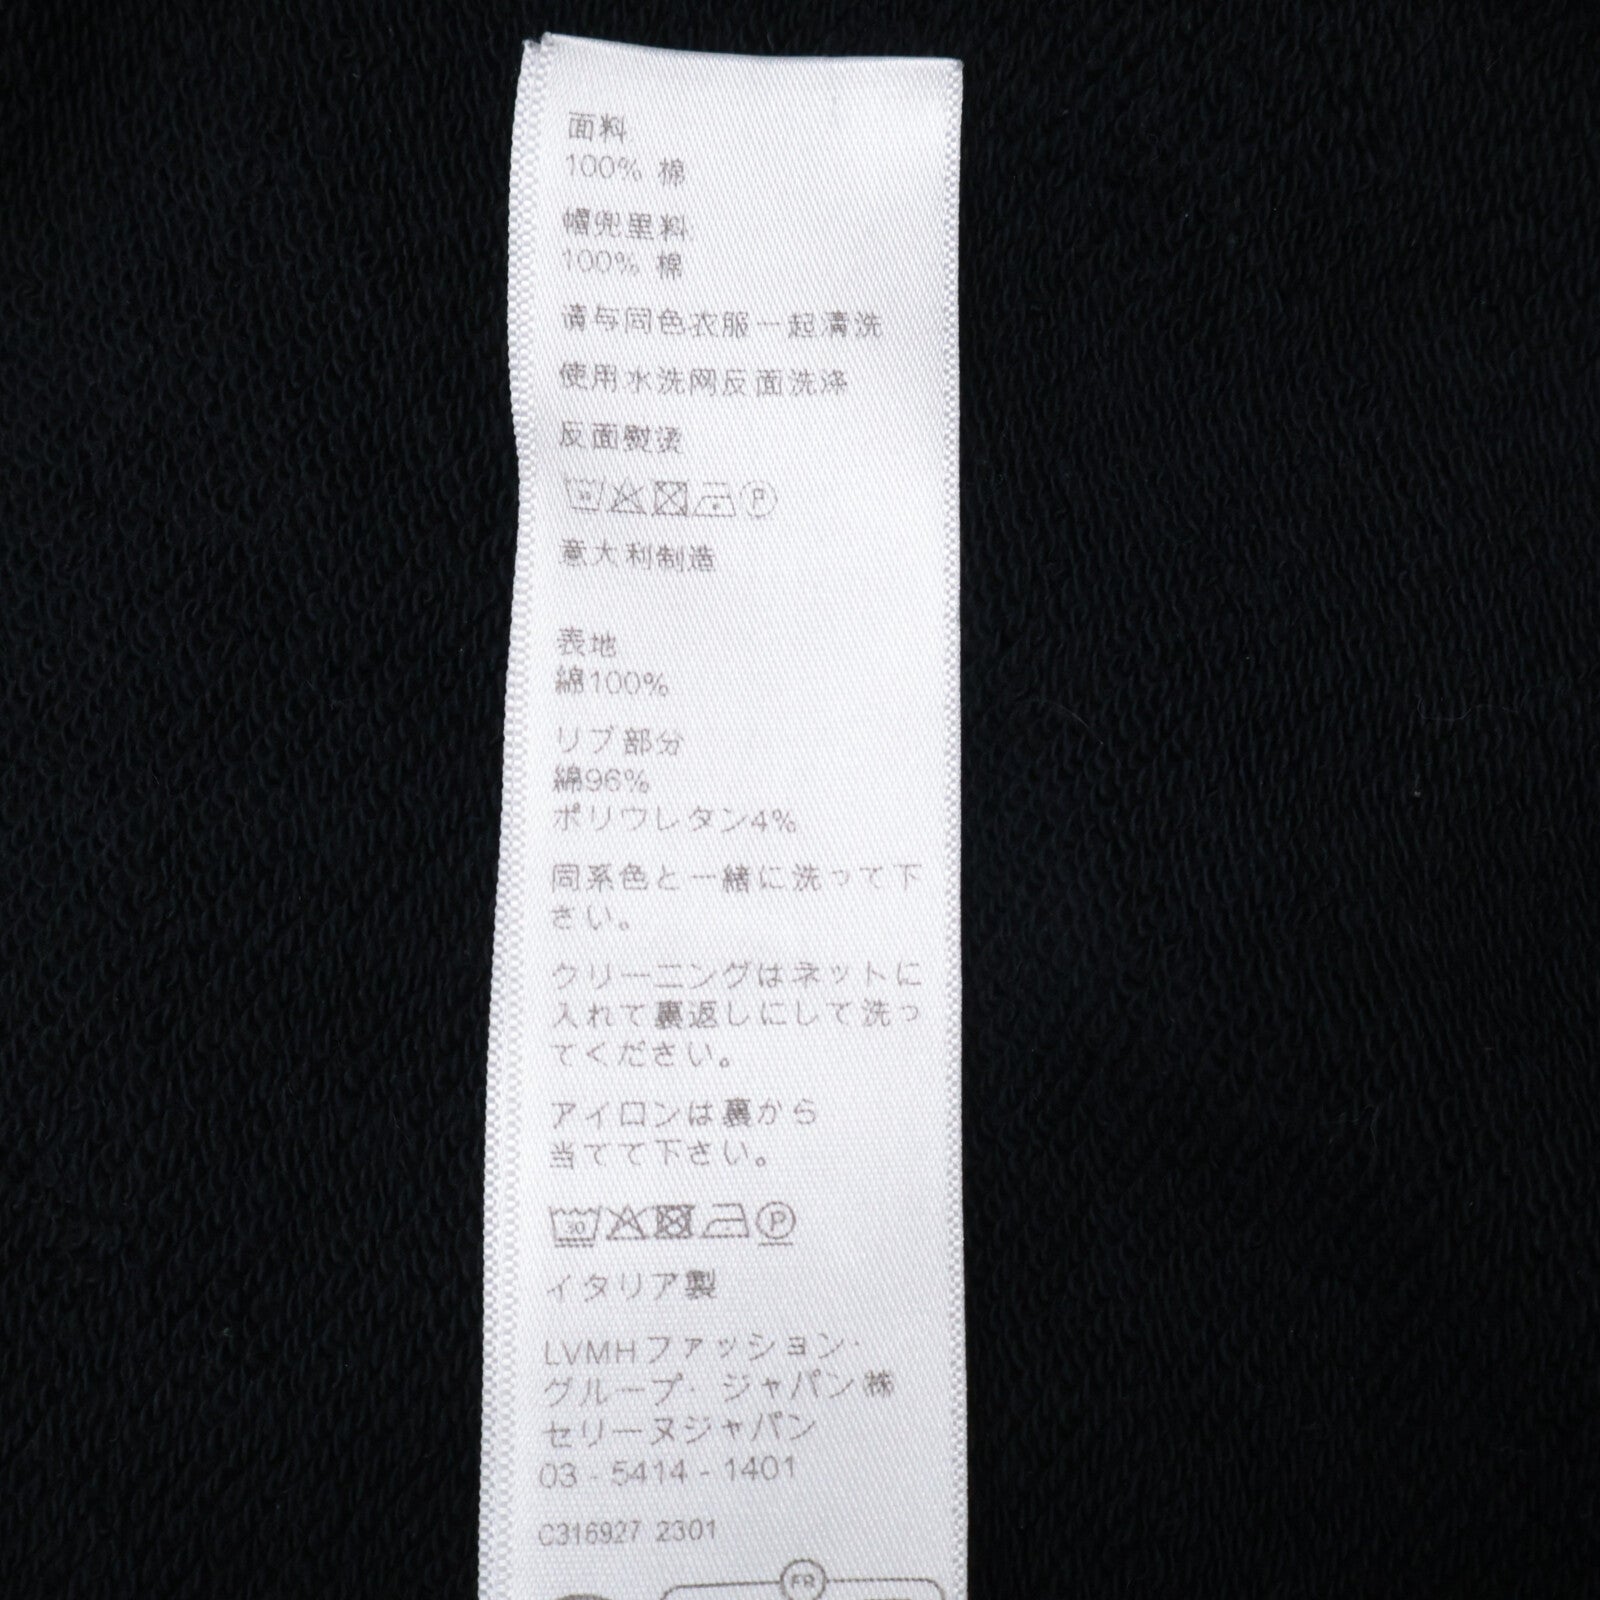 面料
100% 棉
帽兜里料
100% 棉
请与同色衣服一起清洗
使用水洗网反面洗涤
反面熨烫
30 P
意大利制造
表地
綿100%
リブ部分
綿96%
ポリウレタン4%
同系色と一緒に洗って下
さい。
クリーニングはネットに
入れて裏返しにして洗っ
てください。
アイロンは裏から
当てて下さい。
30 P
イタリア製
LVMHファッション·
グループ· ジャパン㈱
セリーヌジャパン
03 - 5414 - 1401
C316927 2301
FR